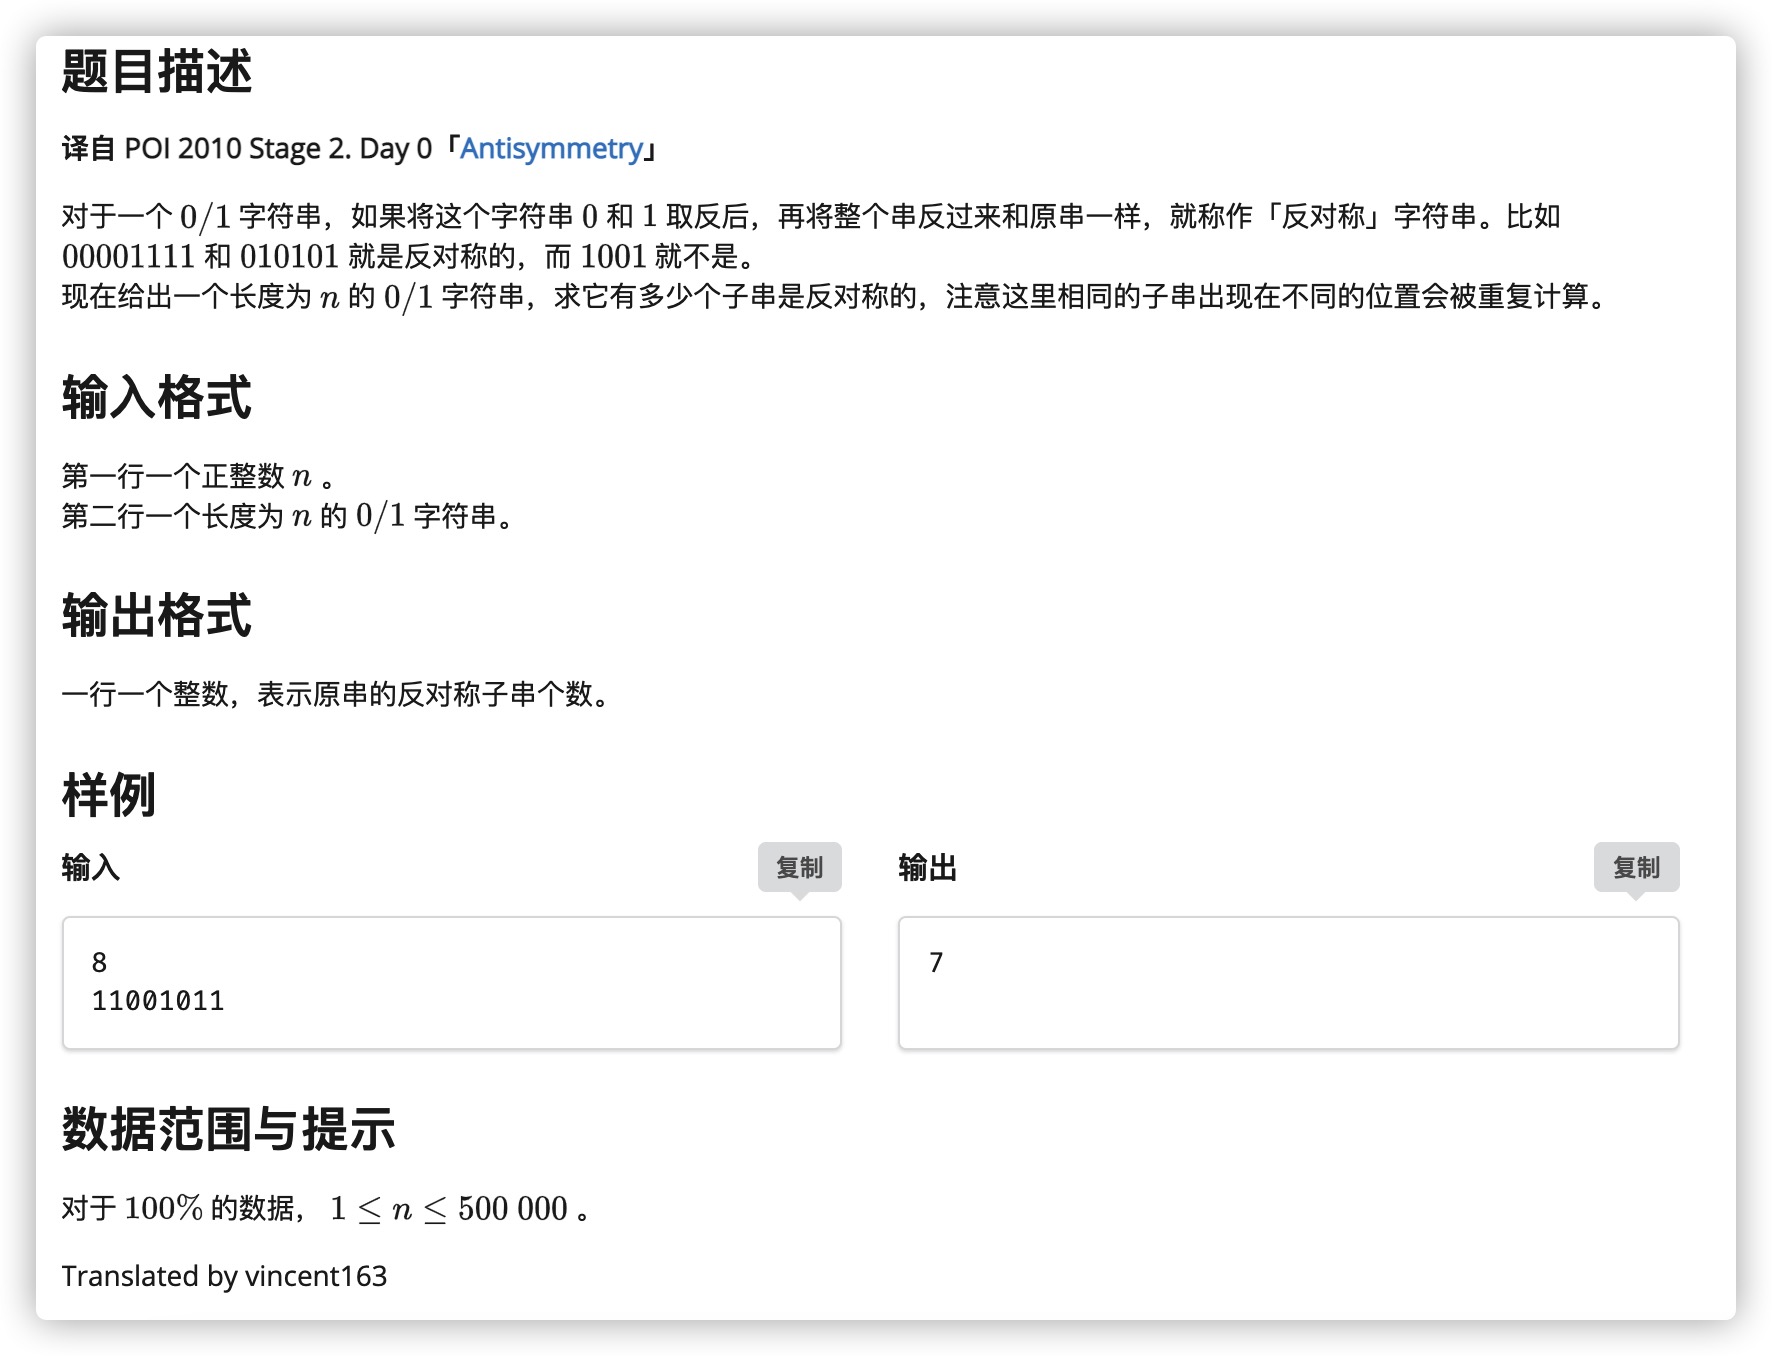 题目描述
译自 POI 2010 Stage 2. Day 0「Antisymmetry」
对于一个 0/1 字符串，如果将这个字符串 0 和 1 取反后，再将整个串反过来和原串一样，就称作「反对称」字符串。比如
00001111 和 010101 就是反对称的，而 1001 就不是。
现在给出一个长度为 n 的 0/1 字符串，求它有多少个子串是反对称的，注意这里相同的子串出现在不同的位置会被重复计算。
输入格式
第一行一个正整数 n 。
第二行一个长度为 n 的 0/1 字符串。
输出格式
一行一个整数，表示原串的反对称子串个数。
样例
输入
复制
8
11001011
输出
复制
7
数据范围与提示
对于 100% 的数据， 1 ≤ n ≤ 500 000 。
Translated by vincent163